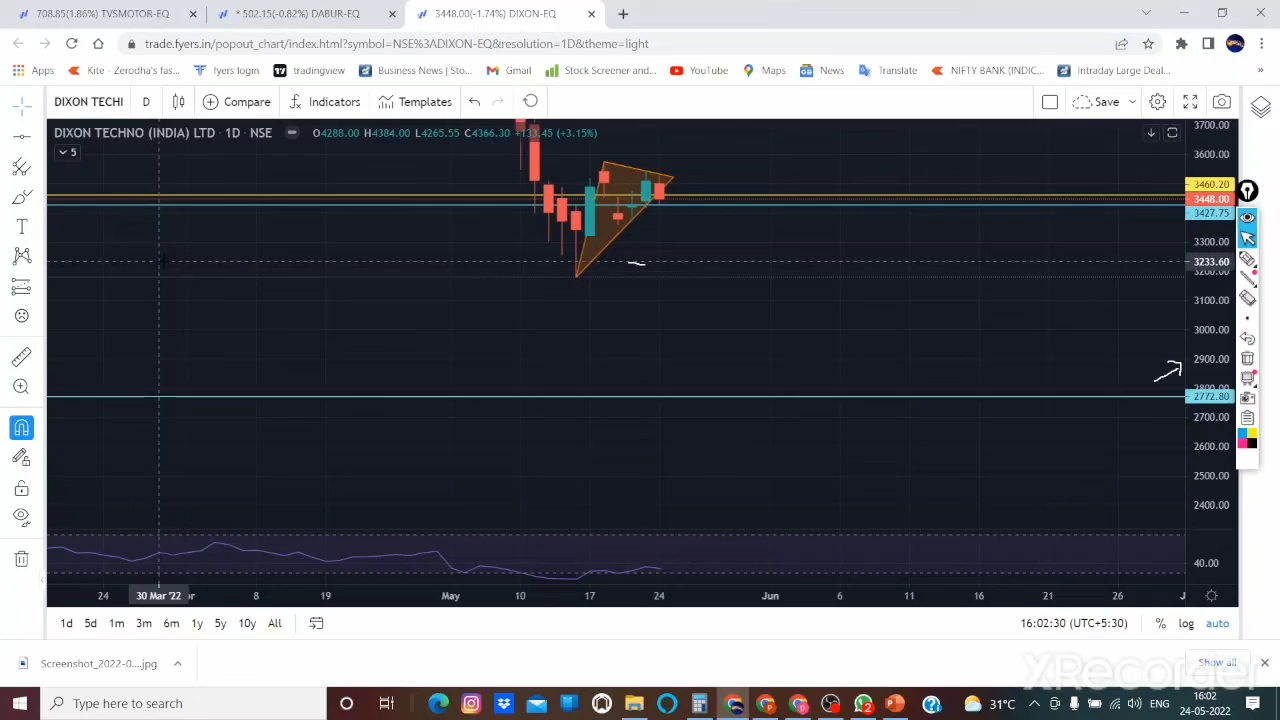 708.85(1.86%) TVSMOTOR-EQ
* 502.15(-0.82%) DABUR-EQ
3448.00(-1.74%) DIXON-EQ
trade.fyers.in/popout_chart/index.html?symbol=NSE%3ADIXON-EQ&resolution=1D&theme=light
Apps
Kite - Zerodha's fas...
fyers login
tradingview
Business News | Sto...
Gmail
Stock Screener and...
YouTube
Maps
News
Translate
NIFTY BANK (INDIC...
Intraday Large Deal...
»
DIXON TECHI
D
Compare
Indicators
Templates
Save
DIXON TECHNO (INDIA) LTD · 1D · NSE
O4288.00 H4384.00 L4265.55 C4366.30 +133.45 (+3.15%)
5
3700.00
3600.00
3460.20
3448.00
3427.75
3300.00
3233.60
3200.00
3100.00
3000.00
2900.00
2800.00
2772.80
2700.00
2600.00
2500.00
2400.00
40.00
24
30 Mar '22
8
19
May
10
17
24
Jun
6
11
16
21
26
1d 5d 1m 3m 6m 1y 5y 10y All
16:02:30 (UTC+5:30)
% log auto
Screenshot_2022-0....jpg
Show all
XRecorder
Type here to search
31°C
ENG
16:02
24-05-2022